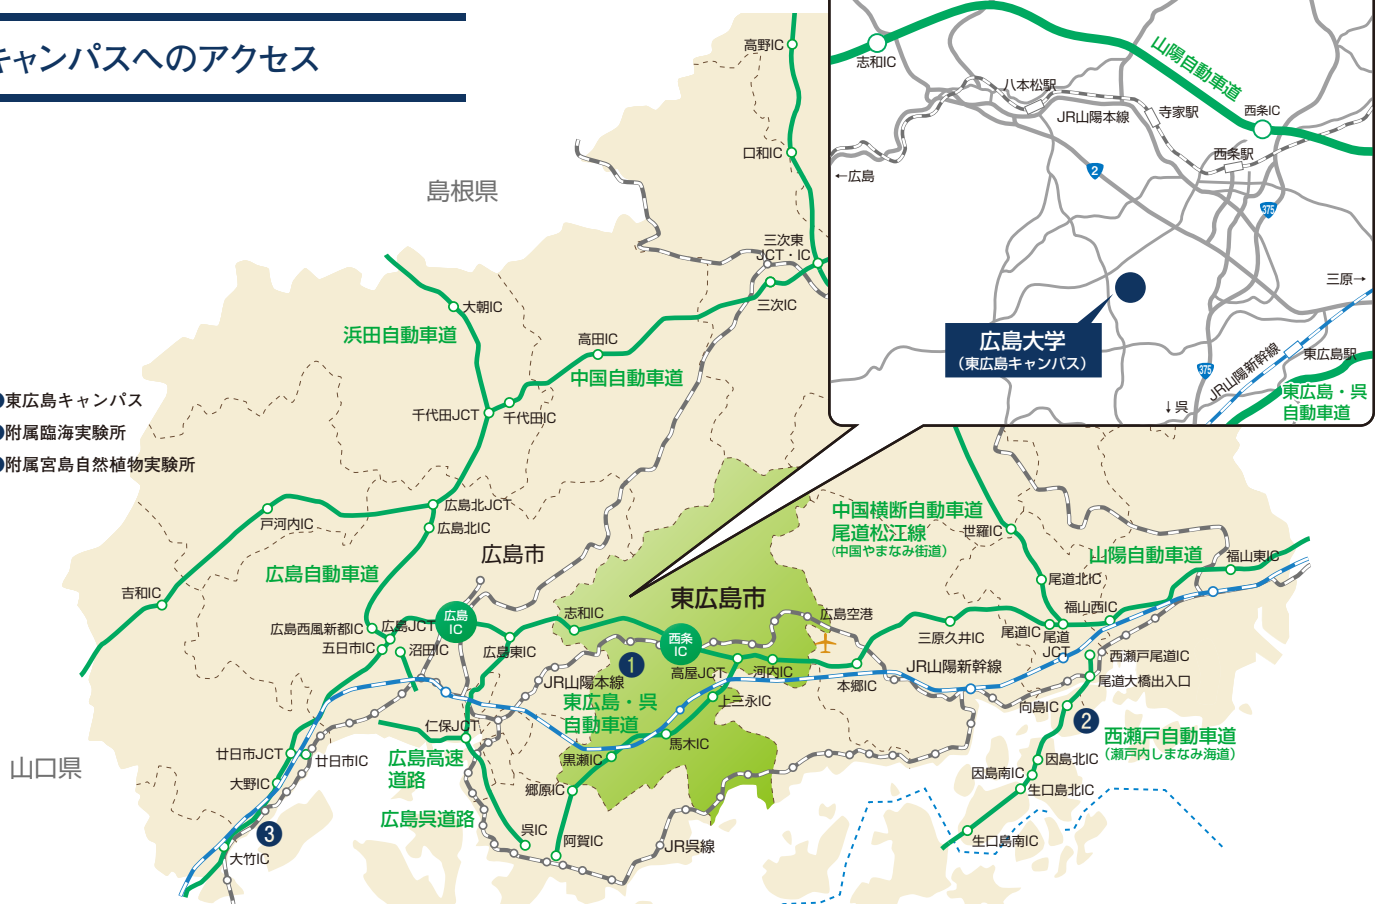 キャンパスへのアクセス
高野IC
口和IC
島根県
三次東
JCT・IC
三次IC
大朝IC
浜田自動車道
高田IC
中国自動車道
千代田JCT
千代田IC
東広島キャンパス
附属臨海実験所
附属宮島自然植物実験所
志和IC
山陽自動車道
八本松駅
JR山陽本線
寺家駅
西条IC
西条駅
←広島
2
375
三原→
広島大学
(東広島キャンパス)
JR山陽新幹線
東広島駅
375
↓呉
東広島・呉
自動車道
戸河内IC
広島北JCT
広島北IC
広島市
広島自動車道
吉和IC
中国横断自動車道
尾道松江線
(中国やまなみ街道)
世羅IC
山陽自動車道
福山東IC
尾道北IC
福山西IC
東広島市
志和IC
広島空港
広島
IC
西条
IC
広島西風新都IC
広島JCT
五日市IC
沼田IC
広島東IC
三原久井IC
尾道IC
尾道
JCT
西瀬戸尾道IC
1
高屋JCT
河内IC
本郷IC
JR山陽新幹線
尾道大橋出入口
JR山陽本線
東広島・呉
自動車道
上三永IC
向島IC
2
西瀬戸自動車道
(瀬戸内しまなみ海道)
仁保JCT
馬木IC
黒瀬IC
山口県
廿日市JCT
廿日市IC
広島高速
道路
大野IC
郷原IC
因島北IC
因島南IC
生口島北IC
広島呉道路
3
呉IC
阿賀IC
JR呉線
生口島南IC
大竹IC